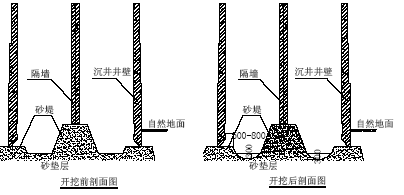 隔墙
沉井井壁
砂堤
自然地面
砂垫层
开挖前剖面图
隔墙
沉井井壁
砂堤
自然地面
500-800
砂垫层
开挖后剖面图